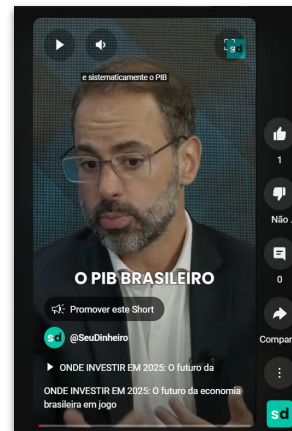 sd
e sistematicamente o PIB
1
Não .
0
Compar
O PIB BRASILEIRO
Promover este Short
sd @SeuDinheiro
ONDE INVESTIR EM 2025: O futuro da
ONDE INVESTIR EM 2025: O futuro da economia
brasileira em jogo
sd